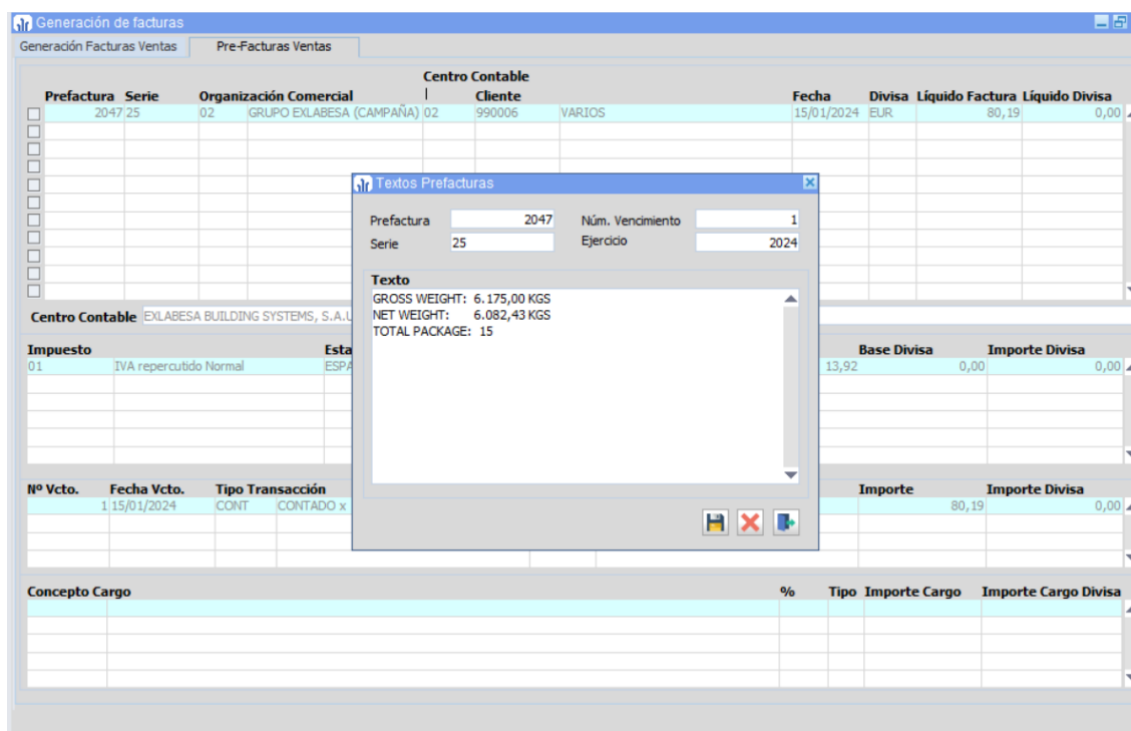 Generación de facturas
Generación Facturas Ventas Pre-Facturas Ventas
Centro Contable
Prefactura Serie Organización Comercial Cliente Fecha Divisa Líquido Factura Líquido Divisa
2047 25 02 GRUPO EXLABESA (CAMPAÑA) 02 990006 VARIOS 15/01/2024 EUR 80,19 0,00
Textos Prefacturas
Prefactura 2047 Núm. Vencimiento 1
Serie 25 Ejercicio 2024
Texto
GROSS WEIGHT: 6.175,00 KGS
NET WEIGHT: 6.082,43 KGS
TOTAL PACKAGE: 15
Centro Contable EXLABESA BUILDING SYSTEMS, S.A.U
Impuesto Esta Base Divisa Importe Divisa
01 IVA repercutido Normal ESPA 13,92 0,00 0,00
Nº Vcto. Fecha Vcto. Tipo Transacción Importe Importe Divisa
1 15/01/2024 CONT CONTADO x 80,19 0,00
Concepto Cargo % Tipo Importe Cargo Importe Cargo Divisa